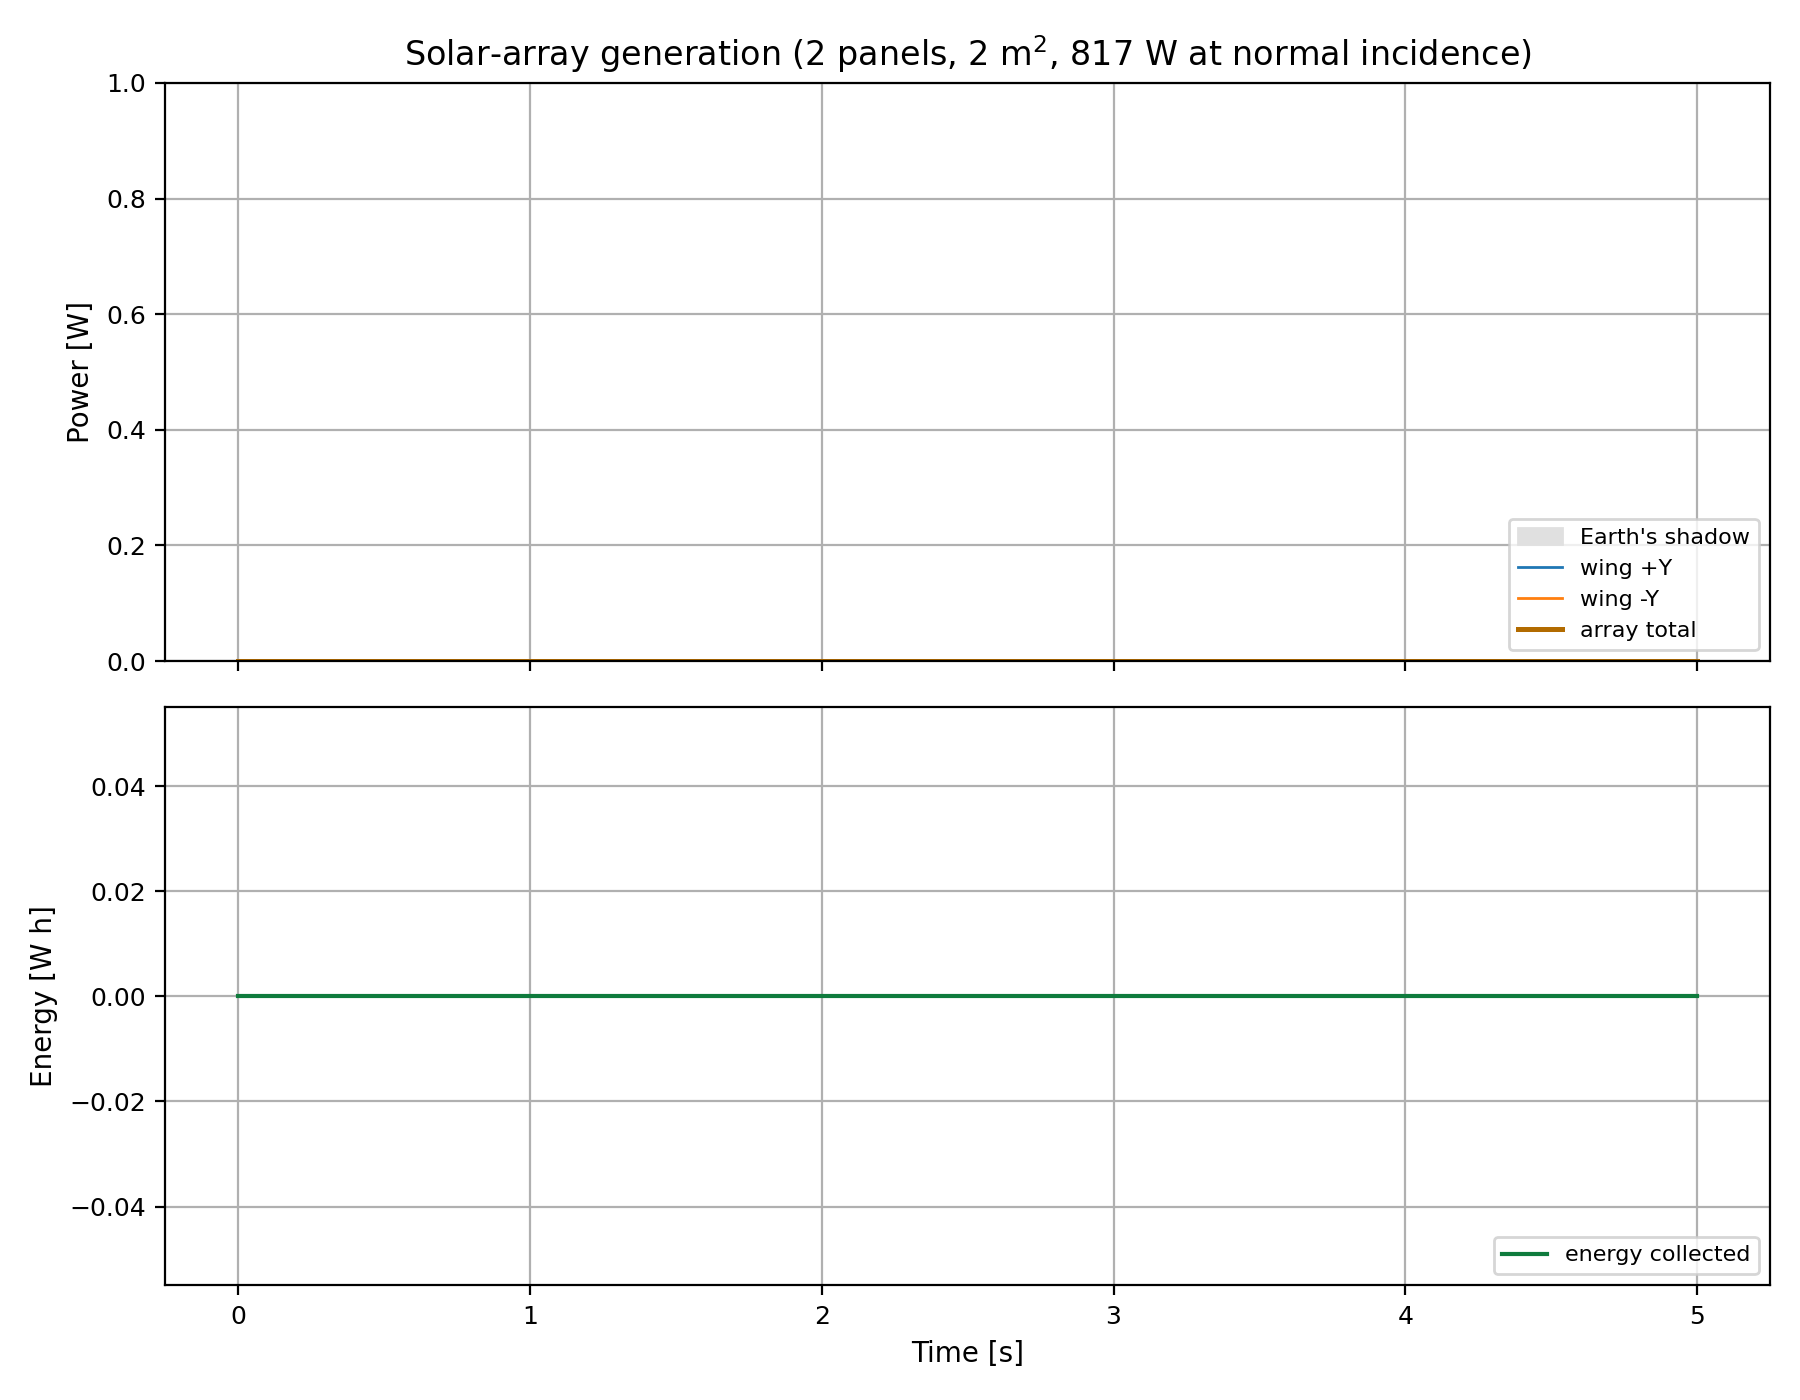 Solar-array generation (2 panels, 2 m², 817 W at normal incidence)
1.0
0.8
0.6
0.4
0.2
0.0
Power [W]
Earth's shadow
wing +Y
wing -Y
array total
0.04
0.02
0.00
−0.02
−0.04
Energy [W h]
energy collected
0 1 2 3 4 5
Time [s]